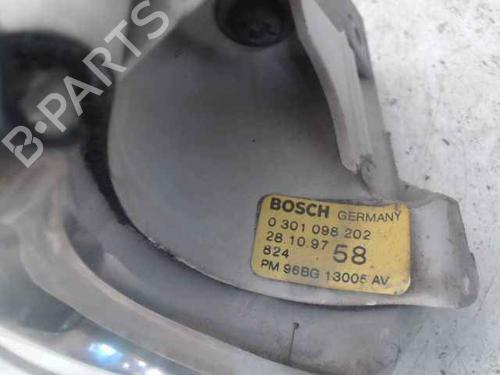 B-PARTS
BOSCH GERMANY
0 301 098 202
28.10.97 58
824
PM 96BG 13005 AV